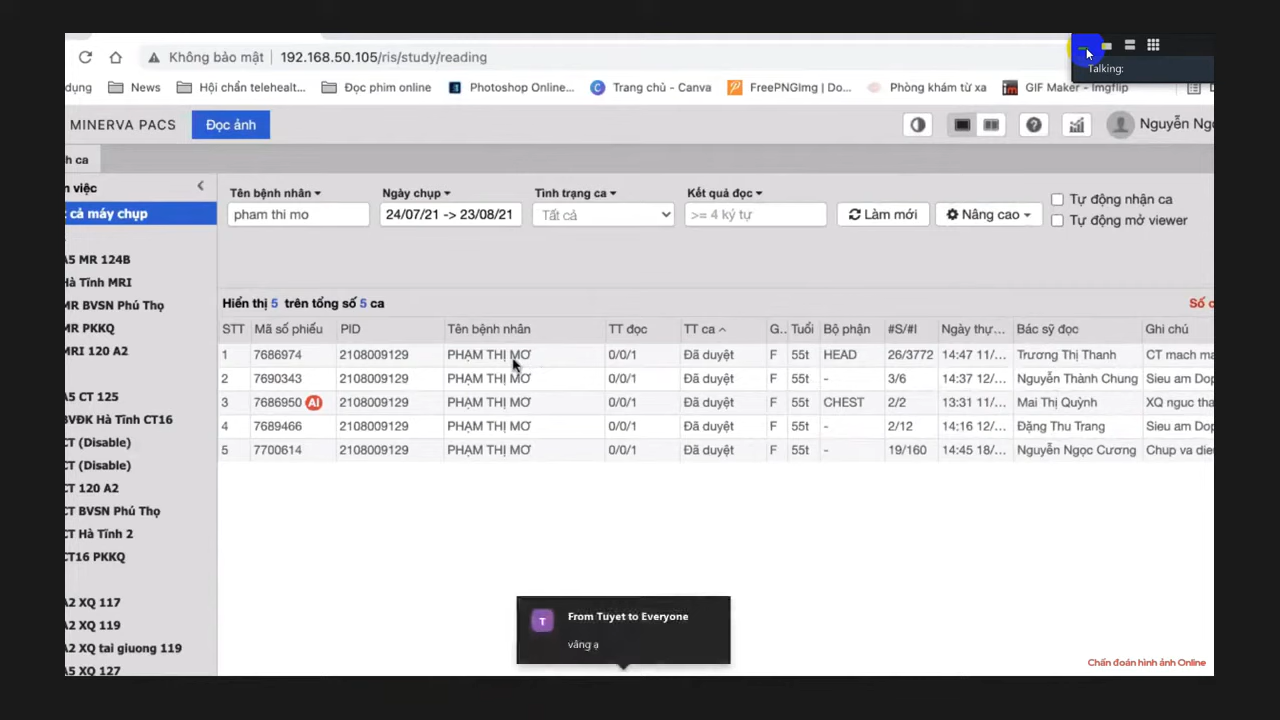 Không bảo mật 192.168.50.105/ris/study/reading
Talking:
dụng News Hội chẩn telehealt... Đọc phim online Photoshop Online... Trang chủ - Canva FreePNGImg | Do... Phòng khám từ xa GIF Maker - Imgflip
MINERVA PACS Đọc ảnh Nguyễn Ngọ
h ca
n việc
t cả máy chụp
A5 MR 124B
Hà Tĩnh MRI
MR BVSN Phú Thọ
MR PKKQ
MRI 120 A2
A5 CT 125
BVĐK Hà Tĩnh CT16
CT (Disable)
CT (Disable)
CT 120 A2
CT BVSN Phú Thọ
CT Hà Tĩnh 2
CT16 PKKQ
A2 XQ 117
A2 XQ 119
A2 XQ tai giuong 119
A5 XQ 127
Tên bệnh nhân Ngày chụp Tình trạng ca Kết quả đọc
pham thi mo 24/07/21 -> 23/08/21 Tất cả >= 4 ký tự Làm mới Nâng cao
Tự động nhận ca
Tự động mở viewer
Hiển thị 5 trên tổng số 5 ca Số c
STT Mã số phiếu PID Tên bệnh nhân TT đọc TT ca G.. Tuổi Bộ phận #S/#I Ngày thự... Bác sỹ đọc Ghi chú
1 7686974 2108009129 PHẠM THỊ MƠ 0/0/1 Đã duyệt F 55t HEAD 26/3772 14:47 11/... Trương Thị Thanh CT mach ma
2 7690343 2108009129 PHẠM THỊ MƠ 0/0/1 Đã duyệt F 55t - 3/6 14:37 12/... Nguyễn Thành Chung Sieu am Dop
3 7686950 AI 2108009129 PHẠM THỊ MƠ 0/0/1 Đã duyệt F 55t CHEST 2/2 13:31 11/... Mai Thị Quỳnh XQ nguc tha
4 7689466 2108009129 PHẠM THỊ MƠ 0/0/1 Đã duyệt F 55t - 2/12 14:16 12/... Đặng Thu Trang Sieu am Dop
5 7700614 2108009129 PHẠM THỊ MƠ 0/0/1 Đã duyệt F 55t - 19/160 14:45 18/... Nguyễn Ngọc Cương Chup va dieu
T From Tuyet to Everyone
vâng ạ
Chẩn đoán hình ảnh Online